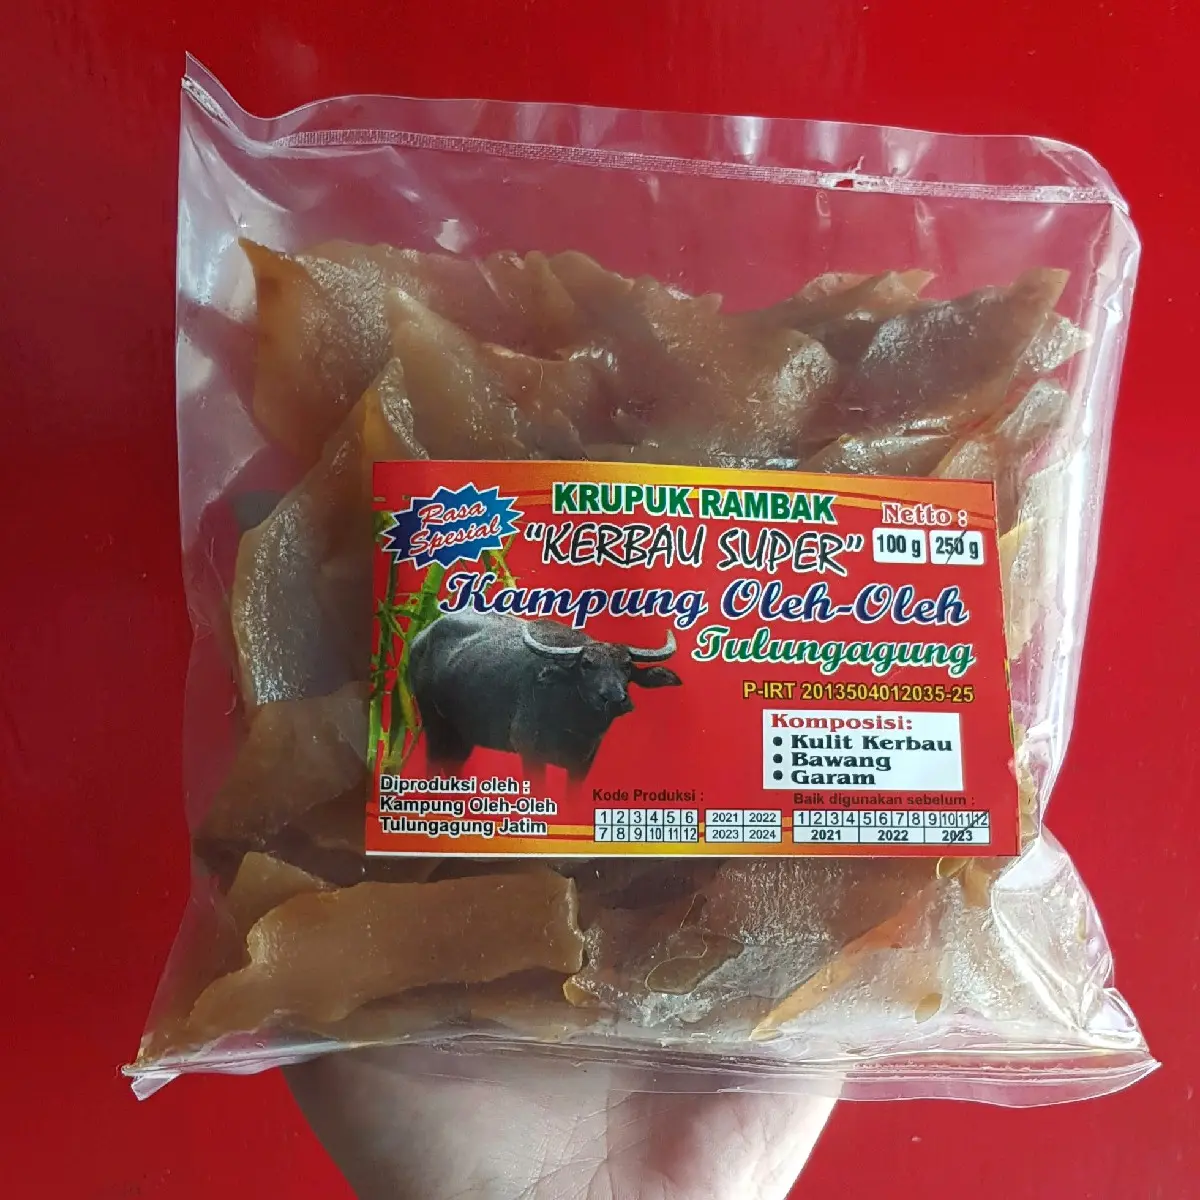 Rasa
Spesial
KRUPUK RAMBAK
"KERBAU SUPER"
Kampung Oleh-Oleh
Tulungagung
Netto :
100 g 250 g
P-IRT 2013504012035-25
Komposisi:
• Kulit Kerbau
• Bawang
• Garam
Diproduksi oleh :
Kampung Oleh-Oleh
Tulungagung Jatim
Kode Produksi :
1 2 3 4 5 6 2021 2022
7 8 9 10 11 12 2023 2024
Baik digunakan sebelum :
1 2 3 4 5 6 7 8 9 10 11 12
2021 2022 2023